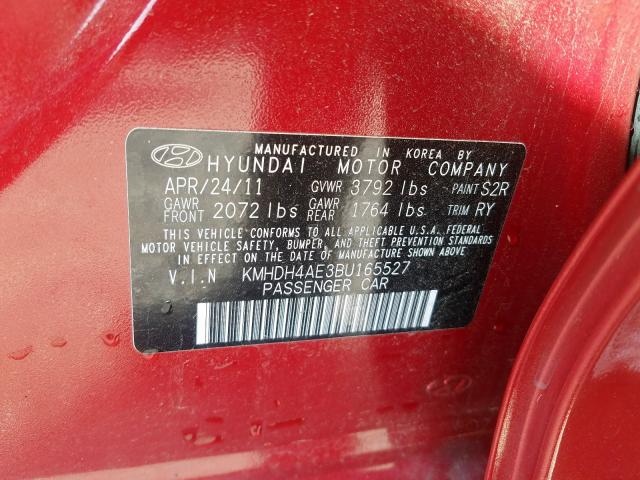 MANUFACTURED IN KOREA BY
HYUNDAI MOTOR COMPANY
APR/24/11 GVWR 3792 lbs PAINT S2R
GAWR FRONT 2072 lbs GAWR REAR 1764 lbs TRIM RY
THIS VEHICLE CONFORMS TO ALL APPLICABLE U.S.A. FEDERAL
MOTOR VEHICLE SAFETY, BUMPER, AND THEFT PREVENTION STANDARDS
IN EFFECT ON THE DATE OF MANUFACTURE SHOWN ABOVE.
V.I.N KMHDH4AE3BU165527
PASSENGER CAR